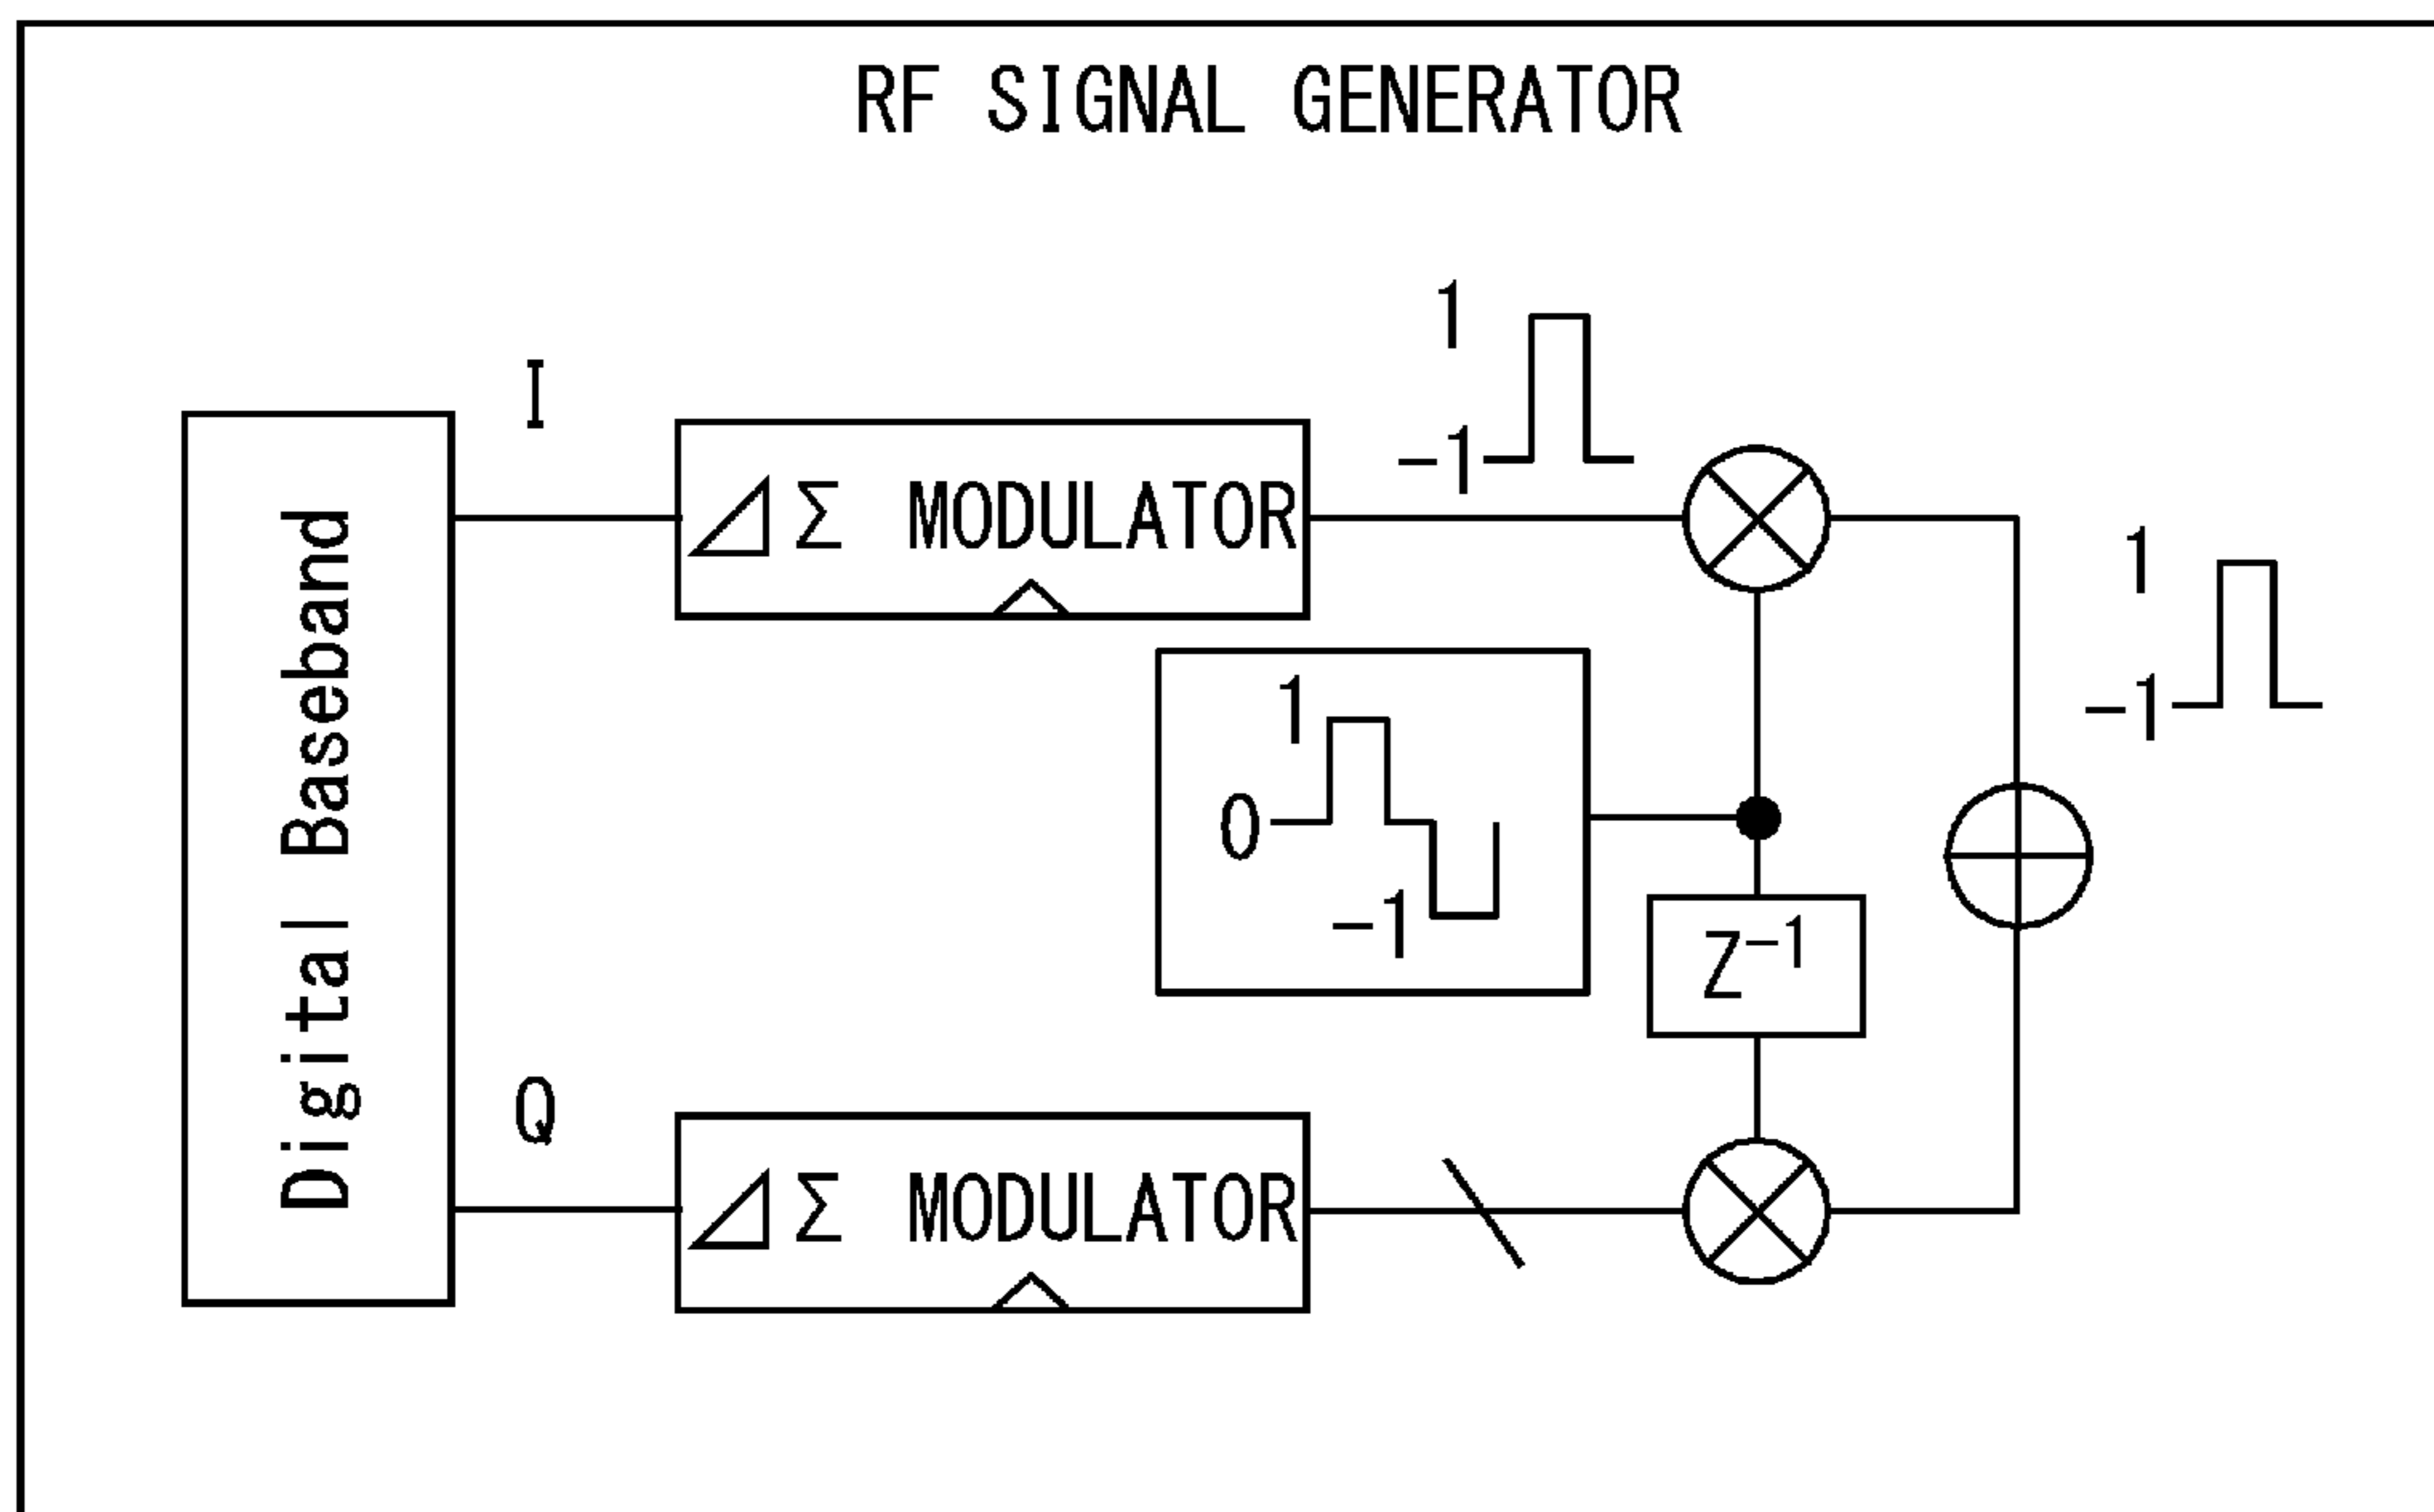 RF SIGNAL GENERATOR
1
-1
I
⊿Σ MODULATOR
Digital Baseband
1
-1
1
0
-1
Z⁻¹
Q
⊿Σ MODULATOR